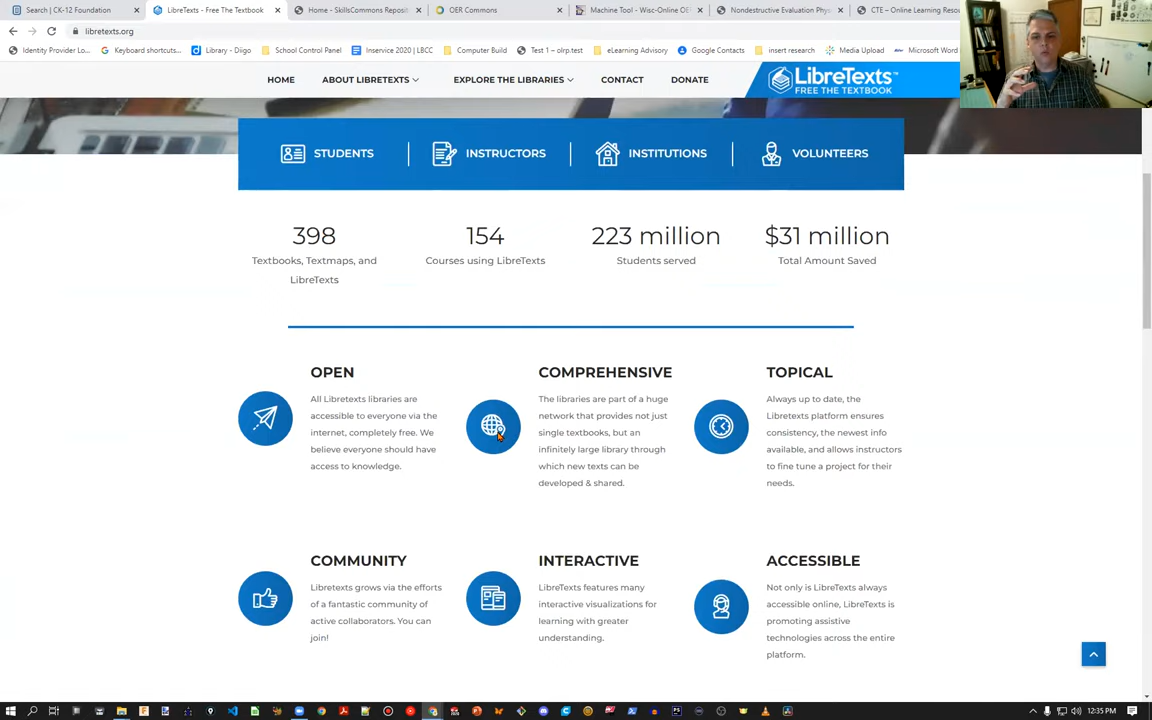 Search | CK-12 Foundation
LibreTexts - Free The Textbook
Home - SkillsCommons Reposit
OER Commons
Machine Tool - Wisc-Online OE
Nondestructive Evaluation Phys
CTE – Online Learning Reso
libretexts.org
Identity Provider Lo...
Keyboard shortcuts...
Library - Diigo
School Control Panel
Inservice 2020 | LBCC
Computer Build
Test 1 ~ olrp.test
eLearning Advisory
Google Contacts
insert research
Media Upload
Microsoft Word
HOME
ABOUT LIBRETEXTS
EXPLORE THE LIBRARIES
CONTACT
DONATE
LibreTexts™
FREE THE TEXTBOOK
STUDENTS
INSTRUCTORS
INSTITUTIONS
VOLUNTEERS
398
Textbooks, Textmaps, and
LibreTexts
154
Courses using LibreTexts
223 million
Students served
$31 million
Total Amount Saved
OPEN
All Libretexts libraries are
accessible to everyone via the
internet, completely free. We
believe everyone should have
access to knowledge.
COMPREHENSIVE
The libraries are part of a huge
network that provides not just
single textbooks, but an
infinitely large library through
which new texts can be
developed & shared.
TOPICAL
Always up to date, the
Libretexts platform ensures
consistency, the newest info
available, and allows instructors
to fine tune a project for their
needs.
COMMUNITY
Libretexts grows via the efforts
of a fantastic community of
active collaborators. You can
join!
INTERACTIVE
LibreTexts features many
interactive visualizations for
learning with greater
understanding.
ACCESSIBLE
Not only is LibreTexts always
accessible online, LibreTexts is
promoting assistive
technologies across the entire
platform.
12:35 PM